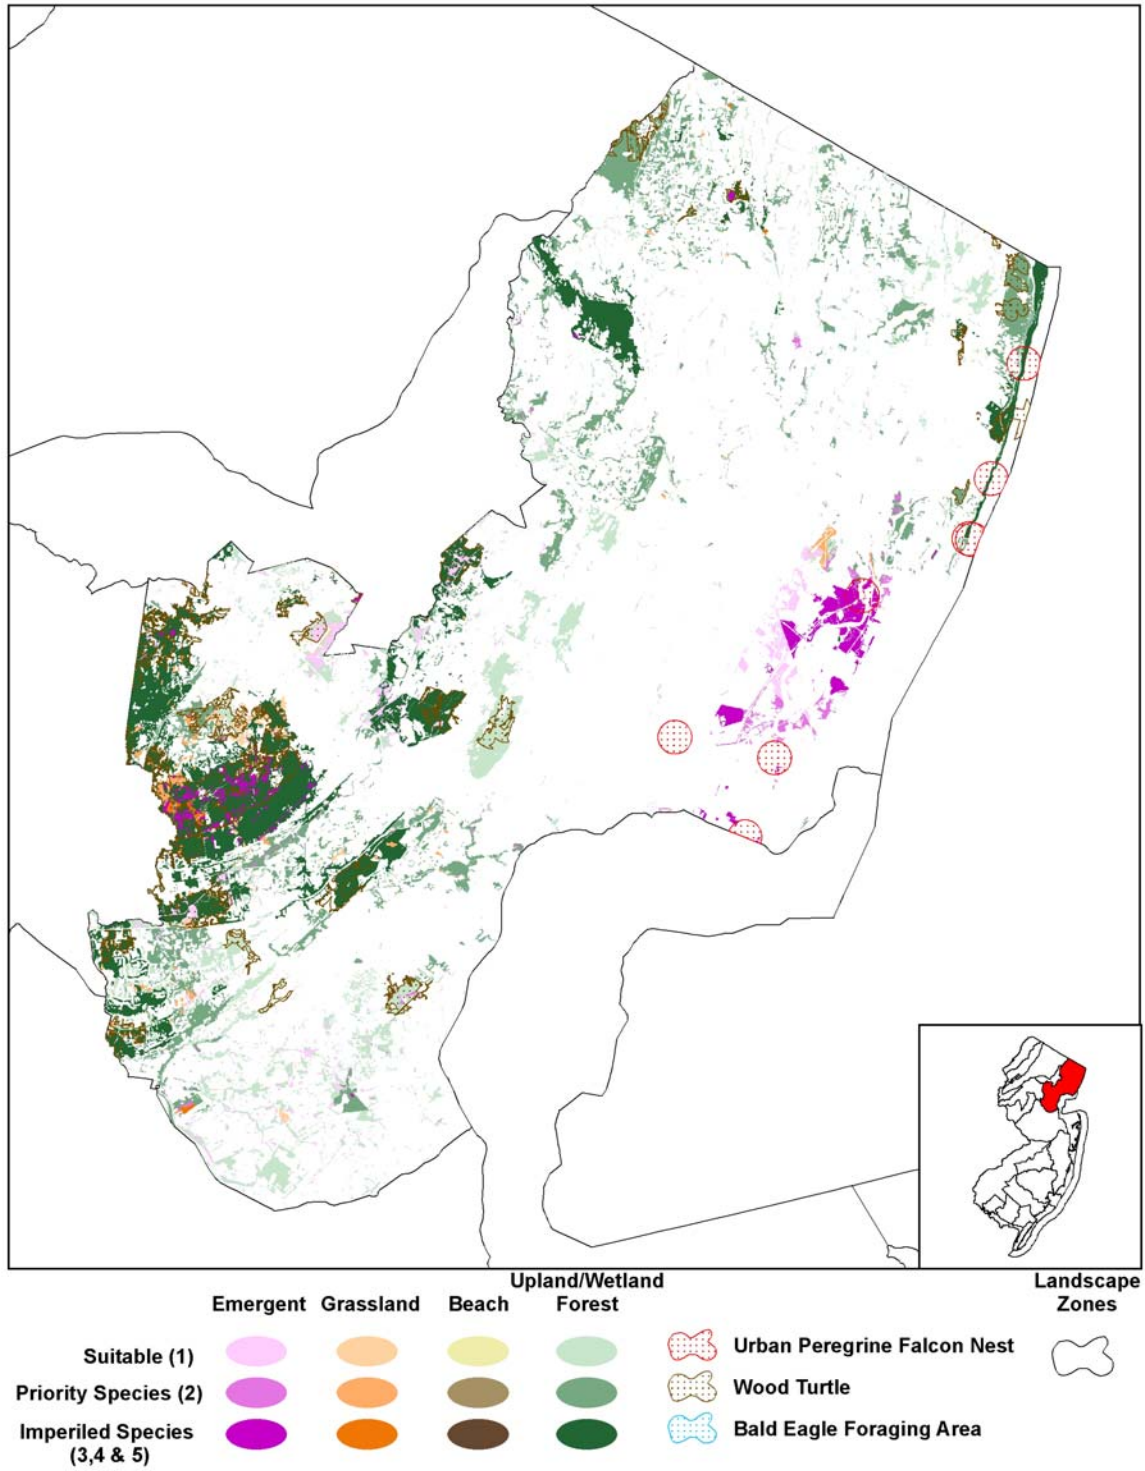 Upland/Wetland
Landscape
Emergent Grassland Beach Forest
Zones
Suitable (1)
Urban Peregrine Falcon Nest
Priority Species (2)
Wood Turtle
Imperiled Species
(3,4 & 5)
Bald Eagle Foraging Area